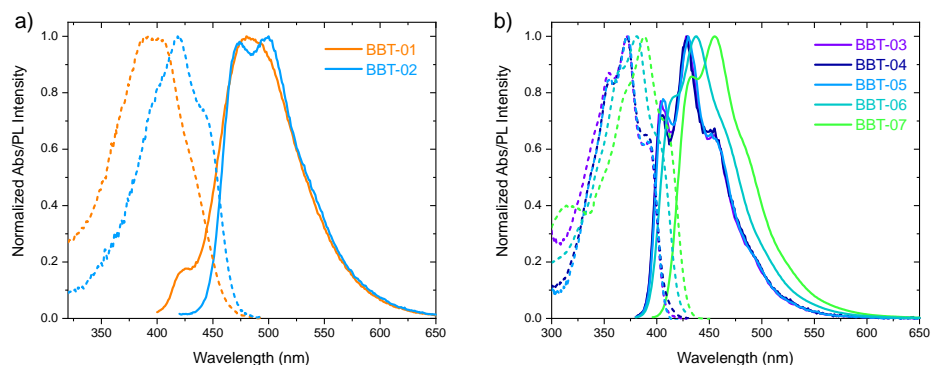 a)
Normalized Abs/PL Intensity
1.0
0.8
0.6
0.4
0.2
0.0
BBT-01
BBT-02
350 400 450 500 550 600 650
Wavelength (nm)
b)
Normalized Abs/PL Intensity
1.0
0.8
0.6
0.4
0.2
0.0
BBT-03
BBT-04
BBT-05
BBT-06
BBT-07
300 350 400 450 500 550 600 650
Wavelength (nm)